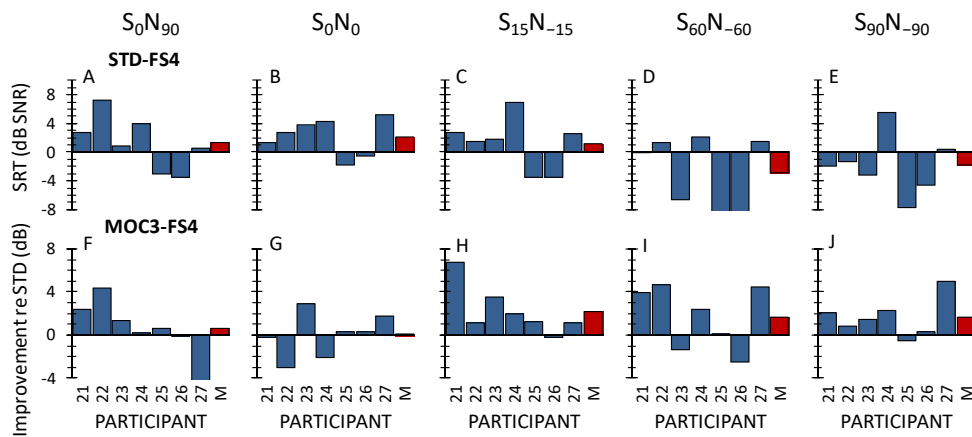 S₀N₉₀ S₀N₀ S₁₅N₋₁₅ S₆₀N₋₆₀ S₉₀N₋₉₀
STD-FS4
A B C D E
SRT (dB SNR)
8
4
0
-4
-8
MOC3-FS4
F G H I J
Improvement re STD (dB)
8
4
0
-4
21 22 23 24 25 26 27 M 21 22 23 24 25 26 27 M 21 22 23 24 25 26 27 M 21 22 23 24 25 26 27 M 21 22 23 24 25 26 27 M
PARTICIPANT PARTICIPANT PARTICIPANT PARTICIPANT PARTICIPANT